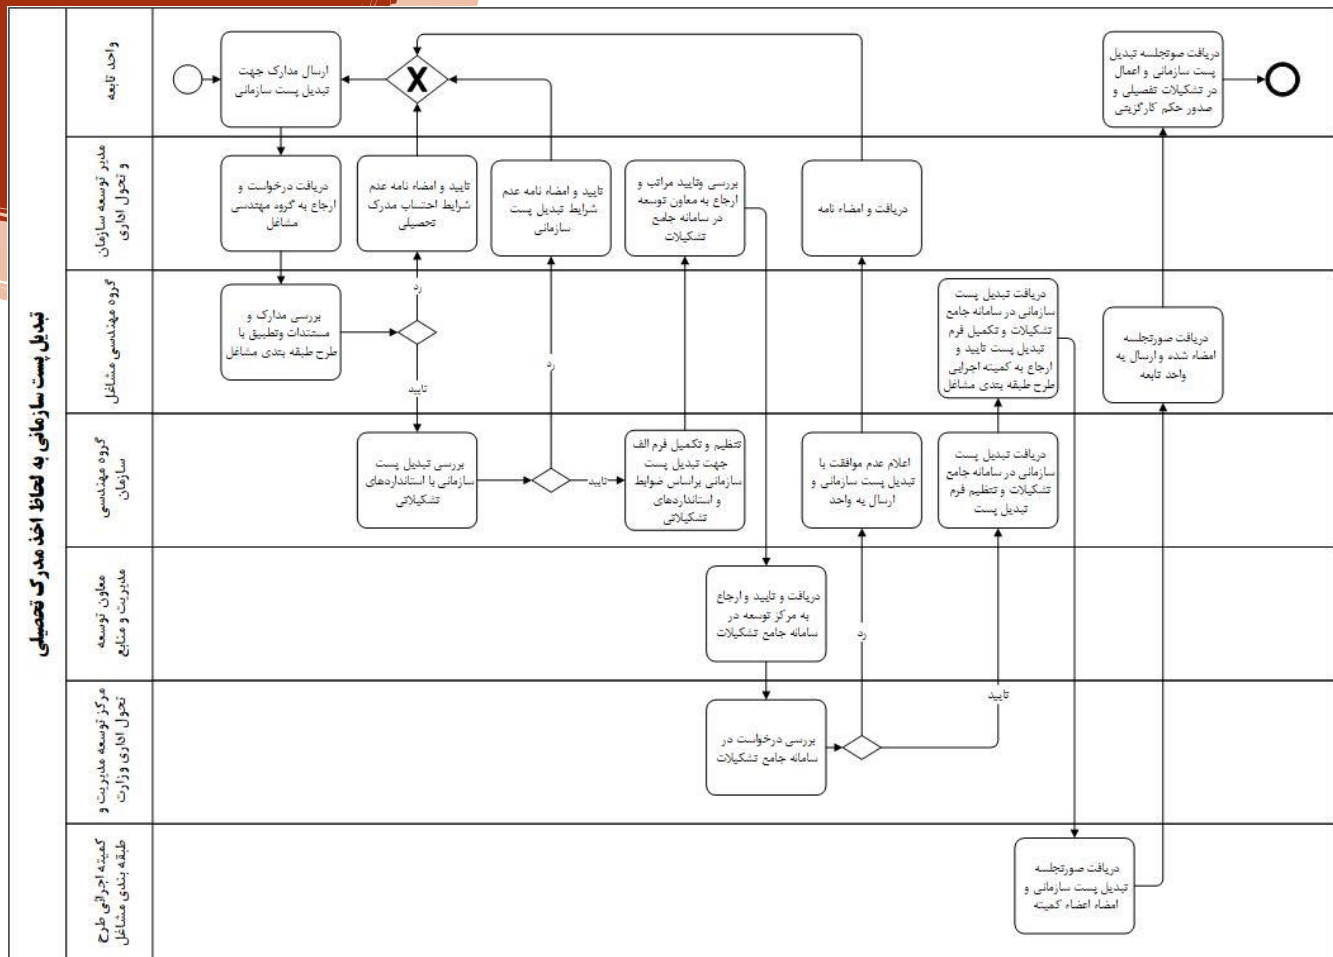 تبدیل پست سازمانی به لحاظ اخذ مدرک تحصیلی
واحد تابعه
ارسال مدارک جهت
تبدیل پست سازمانی
X
دریافت صوتجلسه تبدیل
پست سازمانی و اعمال
در تشکیلات تفصیلی و
صدور حکم کارگزیتی
مدیر توسعه سازمان
و تحول اداری
دریافت درخواست و
ارجاع به گروه مهندسی
مشاغل
تایید و امضاء نامه عدم
شرایط احتساب مدرک
تحصیلی
تایید و امضاء نامه عدم
شرایط تبدیل پست
سازمانی
بررسی وتایید مراتب و
ارجاع به معاون توسعه
در سامانه جامع
تشکیلات
دریافت و امضاء نامه
گروه مهندسی مشاغل
بررسی مدارک و
مستندات وتطبیق با
طرح طبقه بندی مشاغل
رد
تایید
رد
دریافت تبدیل پست
سازمانی در سامانه جامع
تشکیلات و تکمیل فرم
تبدیل پست تایید و
ارجاع به کمیته اجرایی
طرح طبقه بندی مشاغل
دریافت صورتجلسه
امضاء شده و ارسال به
واحد تابعه
گروه مهندسی
سازمان
بررسی تبدیل پست
سازمانی با استانداردهای
تشکیلاتی
تایید
تنظیم و تکمیل فرم الف
جهت تبدیل پست
سازمانی براساس ضوابط
و استانداردهای
تشکیلاتی
اعلام عدم موافقت با
تبدیل پست سازمانی و
ارسال به واحد
دریافت تبدیل پست
سازمانی در سامانه جامع
تشکیلات و تنظیم فرم
تبدیل پست
معاون توسعه
مدیریت و منابع
دریافت و تایید و ارجاع
به مرکز توسعه در
سامانه جامع تشکیلات
رد
مرکز توسعه مدیریت و
تحول اداری وزارت
بررسی درخواست در
سامانه جامع تشکیلات
تایید
کمیته اجرائی طرح
طبقه بندی مشاغل
دریافت صورتجلسه
تبدیل پست سازمانی و
امضاء اعضاء کمیته